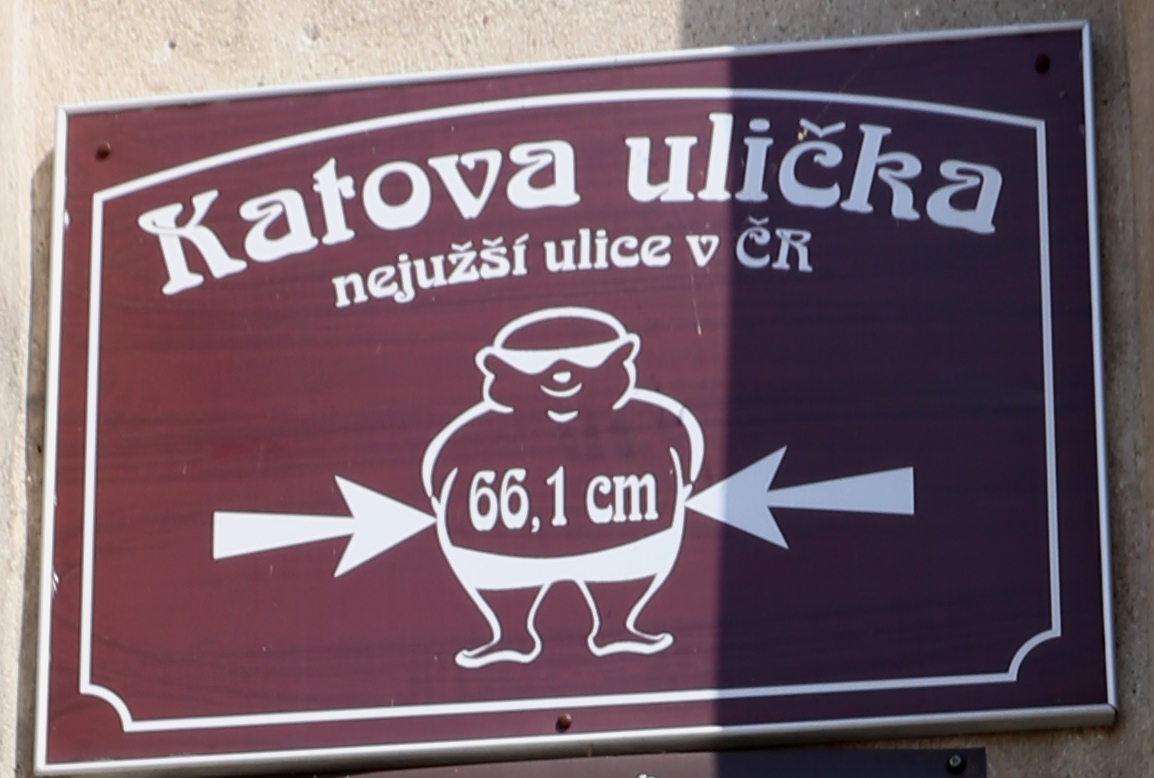 Katova ulička
nejužší ulice v ČR
66,1 cm